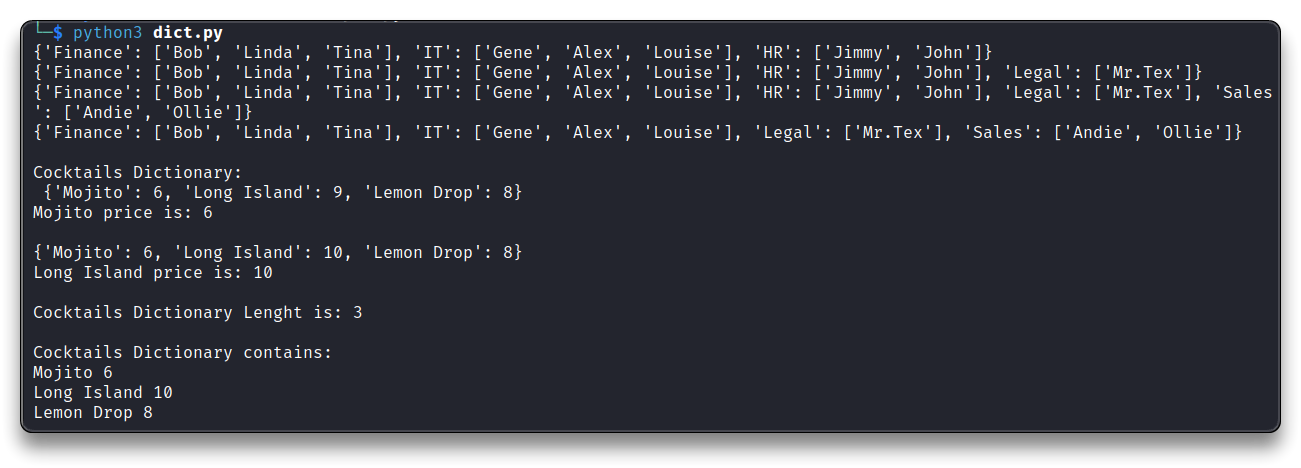 └─$ python3 dict.py
{'Finance': ['Bob', 'Linda', 'Tina'], 'IT': ['Gene', 'Alex', 'Louise'], 'HR': ['Jimmy', 'John']}
{'Finance': ['Bob', 'Linda', 'Tina'], 'IT': ['Gene', 'Alex', 'Louise'], 'HR': ['Jimmy', 'John'], 'Legal': ['Mr.Tex']}
{'Finance': ['Bob', 'Linda', 'Tina'], 'IT': ['Gene', 'Alex', 'Louise'], 'HR': ['Jimmy', 'John'], 'Legal': ['Mr.Tex'], 'Sales
': ['Andie', 'Ollie']}
{'Finance': ['Bob', 'Linda', 'Tina'], 'IT': ['Gene', 'Alex', 'Louise'], 'Legal': ['Mr.Tex'], 'Sales': ['Andie', 'Ollie']}
Cocktails Dictionary:
{'Mojito': 6, 'Long Island': 9, 'Lemon Drop': 8}
Mojito price is: 6
{'Mojito': 6, 'Long Island': 10, 'Lemon Drop': 8}
Long Island price is: 10
Cocktails Dictionary Lenght is: 3
Cocktails Dictionary contains:
Mojito 6
Long Island 10
Lemon Drop 8